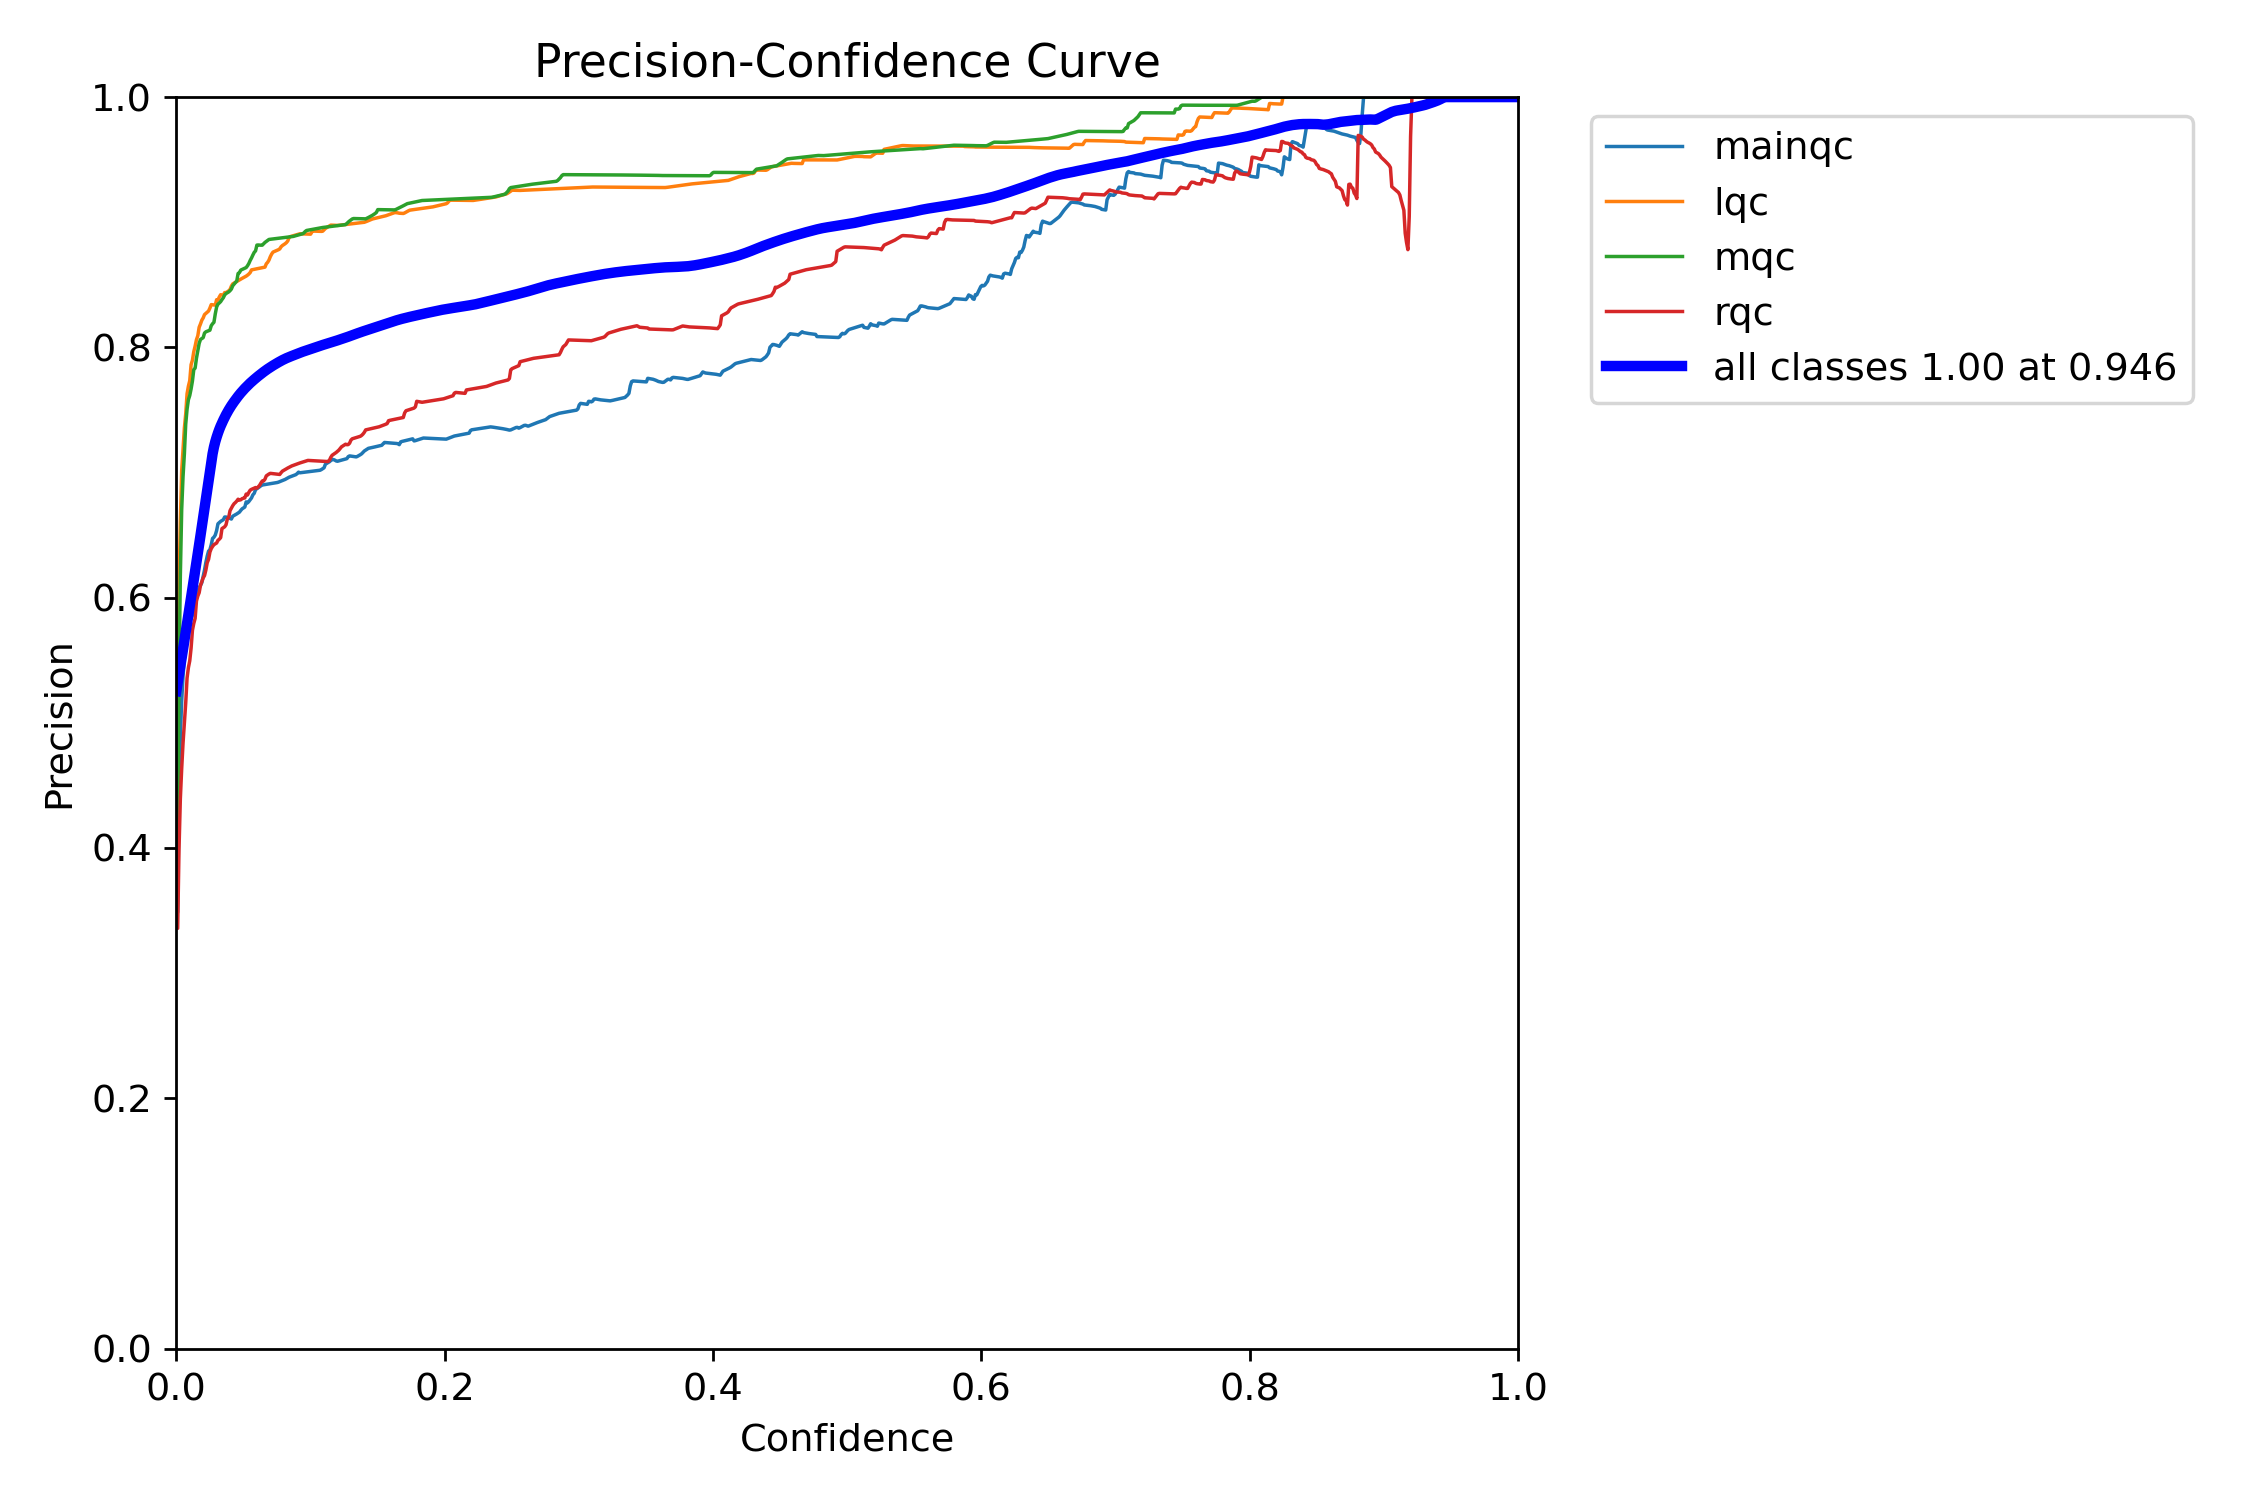 Precision-Confidence Curve
1.0
0.8
0.6
0.4
0.2
0.0
Precision
0.0 0.2 0.4 0.6 0.8 1.0
Confidence
mainqc
lqc
mqc
rqc
all classes 1.00 at 0.946